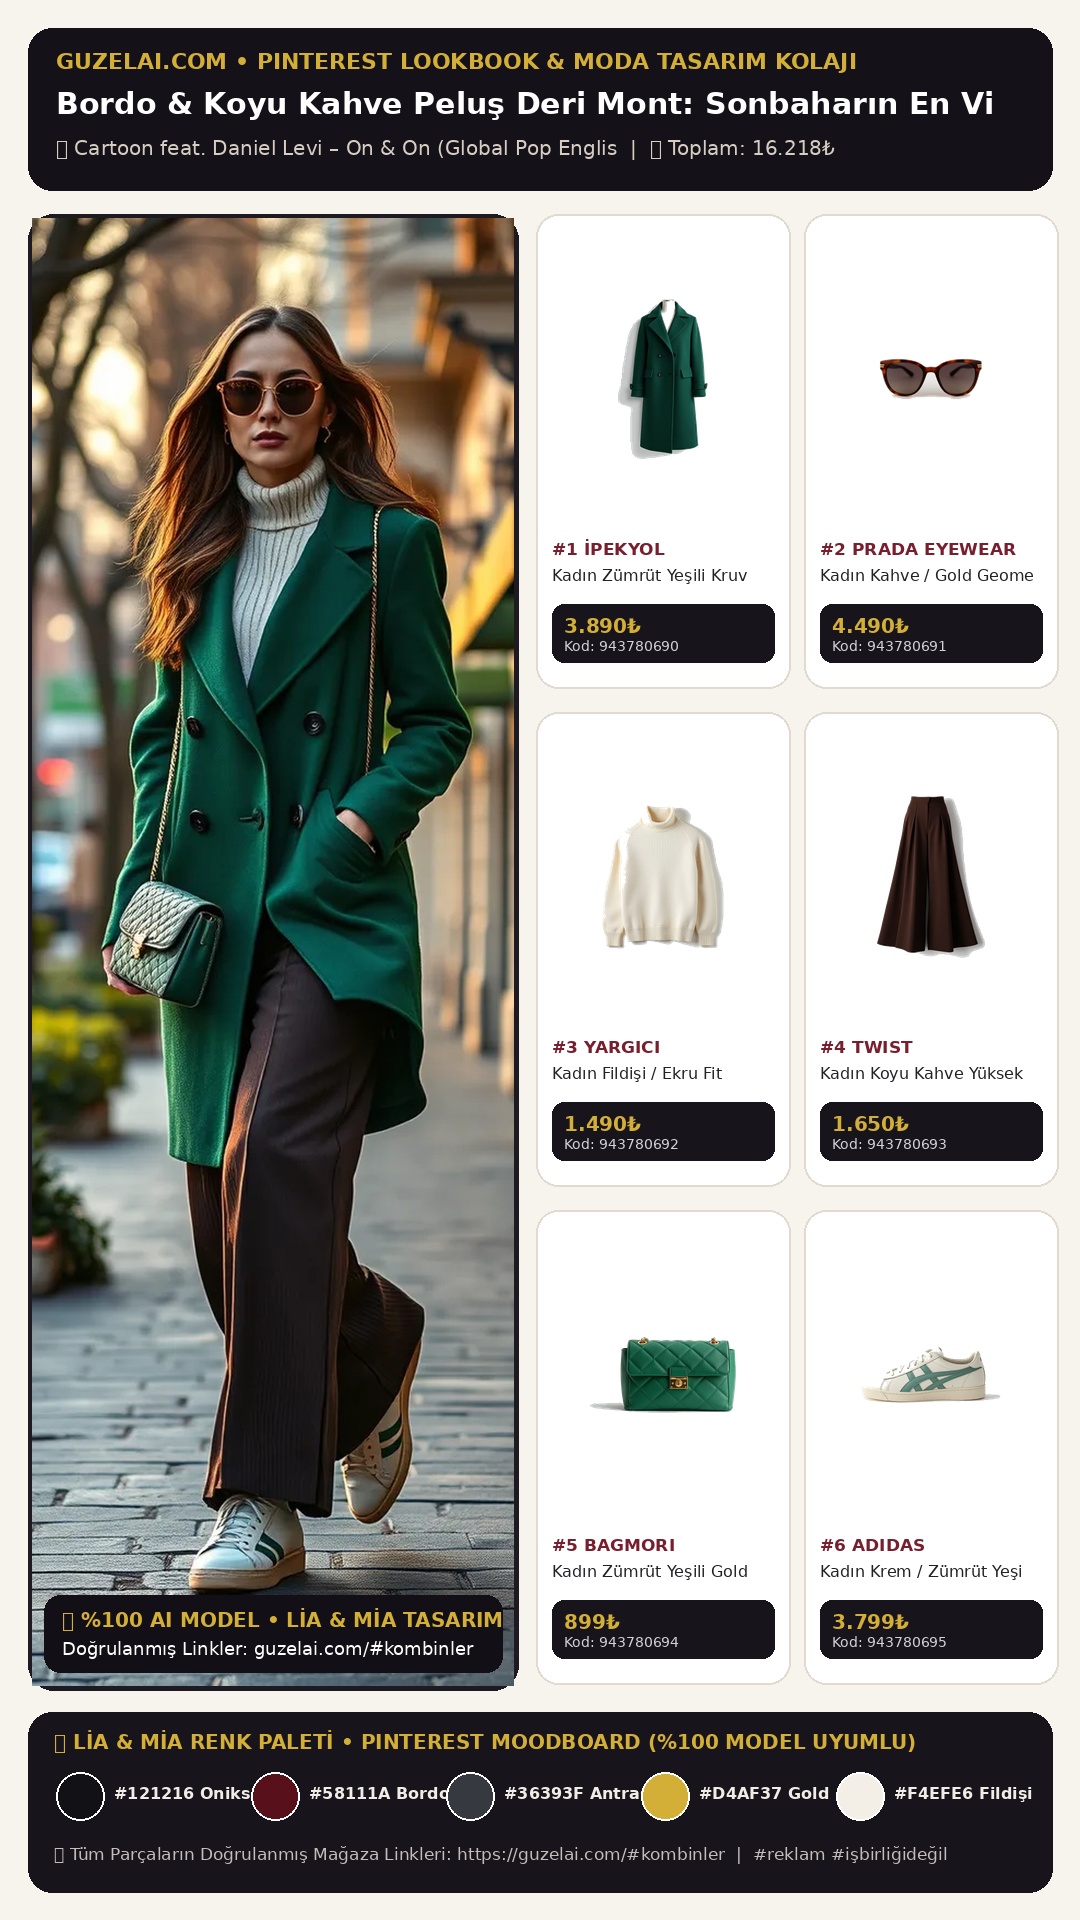 GUZELAI.COM • PINTEREST LOOKBOOK & MODA TASARIM KOLAJI
Bordo & Koyu Kahve Peluş Deri Mont: Sonbaharın En Vi
Cartoon feat. Daniel Levi – On & On (Global Pop Englis | Toplam: 16.218₺
#1 İPEKYOL
Kadın Zümrüt Yeşili Kruv
3.890₺
Kod: 943780690
#2 PRADA EYEWEAR
Kadın Kahve / Gold Geome
4.490₺
Kod: 943780691
#3 YARGICI
Kadın Fildişi / Ekru Fit
1.490₺
Kod: 943780692
#4 TWIST
Kadın Koyu Kahve Yüksek
1.650₺
Kod: 943780693
#5 BAGMORI
Kadın Zümrüt Yeşili Gold
899₺
Kod: 943780694
#6 ADIDAS
Kadın Krem / Zümrüt Yeşi
3.799₺
Kod: 943780695
%100 AI MODEL • LİA & MİA TASARIM
Doğrulanmış Linkler: guzelai.com/#kombinler
LİA & MİA RENK PALETİ • PINTEREST MOODBOARD (%100 MODEL UYUMLU)
#121216 Oniks #58111A Bordo #36393F Antra #D4AF37 Gold #F4EFE6 Fildişi
Tüm Parçaların Doğrulanmış Mağaza Linkleri: https://guzelai.com/#kombinler | #reklam #işbirliğideğil